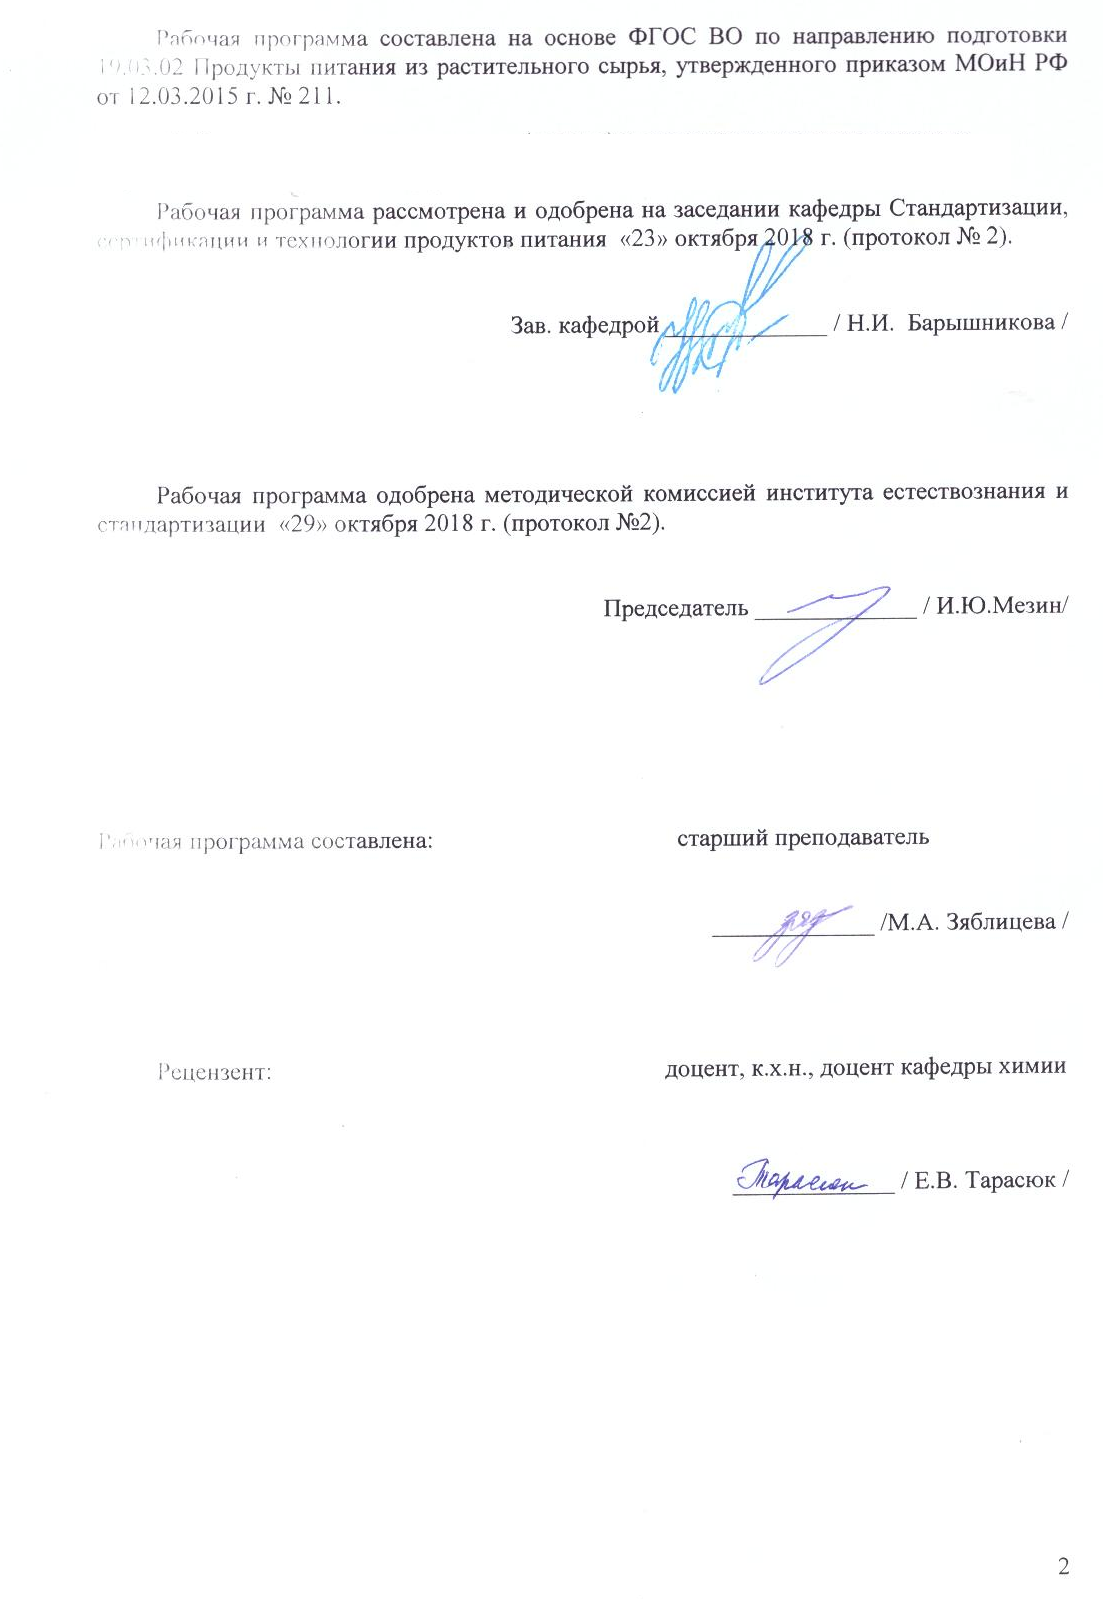 Рабочая программа составлена на основе ФГОС ВО по направлению подготовки
19.03.02 Продукты питания из растительного сырья, утвержденного приказом МОиН РФ
от 12.03.2015 г. № 211.
Рабочая программа рассмотрена и одобрена на заседании кафедры Стандартизации,
сертификации и технологии продуктов питания «23» октября 2018 г. (протокол № 2).
Зав. кафедрой_____________ / Н.И. Барышникова /
Рабочая программа одобрена методической комиссией института естествознания и
стандартизации «29» октября 2018 г. (протокол №2).
Председатель _____________ / И.Ю.Мезин/
Рабочая программа составлена: старший преподаватель
_____________ /М.А. Зяблицева /
Рецензент: доцент, к.х.н., доцент кафедры химии
_____________ / Е.В. Тарасюк /
2